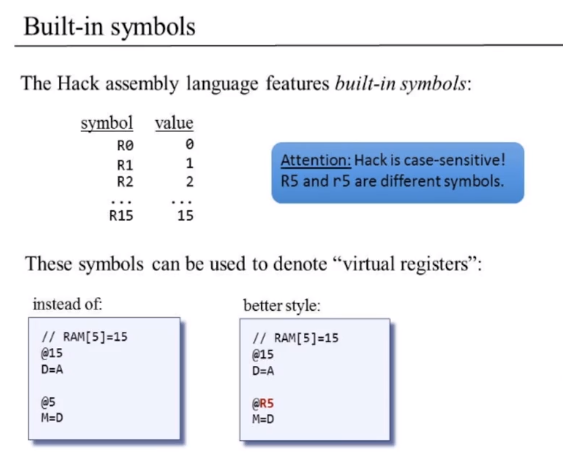 Built-in symbols
The Hack assembly language features built-in symbols:
symbol value
R0 0
R1 1
R2 2
... ...
R15 15
Attention: Hack is case-sensitive!
R5 and r5 are different symbols.
These symbols can be used to denote “virtual registers”:
instead of:
// RAM[5]=15
@15
D=A
@5
M=D
better style:
// RAM[5]=15
@15
D=A
@R5
M=D